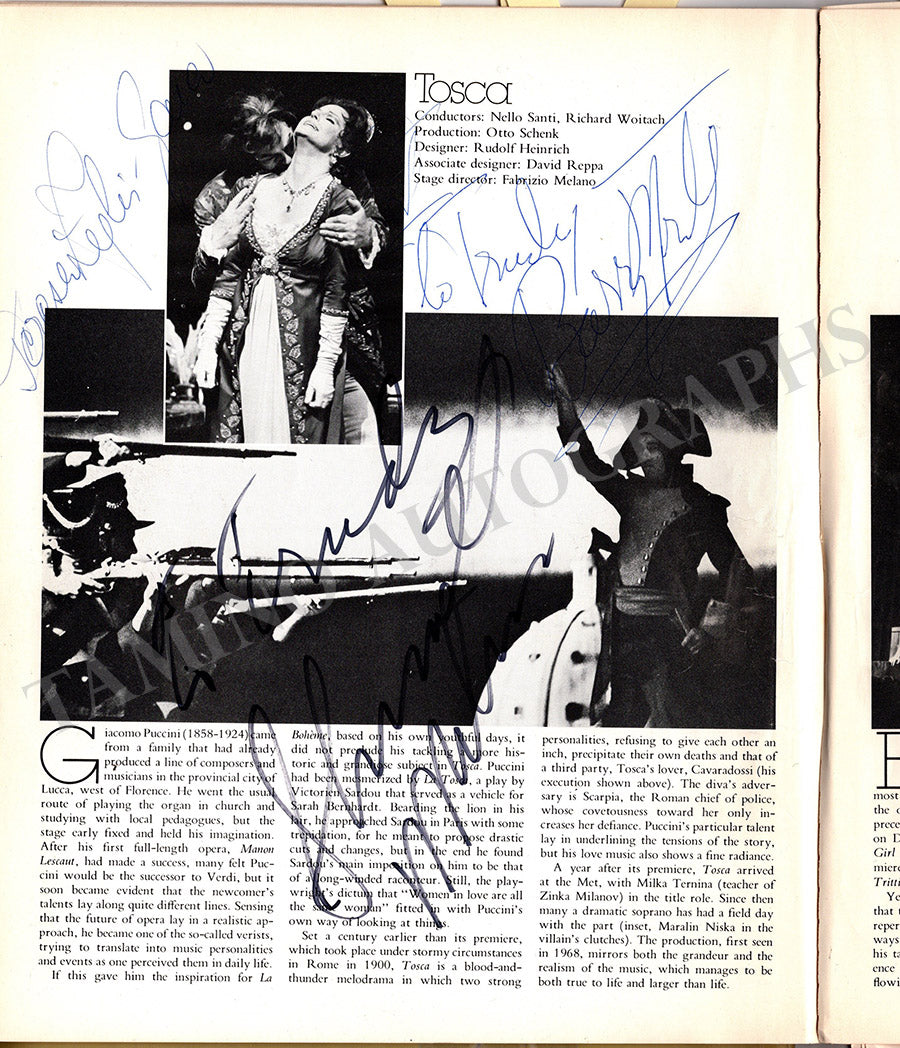 Tosca
Conductors: Nello Santi, Richard Woitach
Production: Otto Schenk
Designer: Rudolf Heinrich
Associate designer: David Reppa
Stage director: Fabrizio Melano
to Trudy
to Trudy
TAMINO AUTOGRAPHS
Giacomo Puccini (1858-1924) came
from a family that had already
produced a line of composers and
musicians in the provincial city of
Lucca, west of Florence. He went the usual
route of playing the organ in church and
studying with local pedagogues, but the
stage early fixed and held his imagination.
After his first full-length opera, Manon
Lescaut, had made a success, many felt Puc-
cini would be the successor to Verdi, but it
soon became evident that the newcomer's
talents lay along quite different lines. Sensing
that the future of opera lay in a realistic ap-
proach, he became one of the so-called verists,
trying to translate into music personalities
and events as one perceived them in daily life.
If this gave him the inspiration for La
Bohème, based on his own youthful days, it
did not preclude his tackling a more his-
toric and grandiose subject in Tosca. Puccini
had been mesmerized by La Tosca, a play by
Victorien Sardou that served as a vehicle for
Sarah Bernhardt. Bearding the lion in his
lair, he approached Sardou in Paris with some
trepidation, for he meant to propose drastic
cuts and changes, but in the end he found
Sardou's main imposition on him to be that
of a long-winded raconteur. Still, the play-
wright's dictum that "Women in love are all
the same woman" fitted in with Puccini's
own way of looking at things.
Set a century earlier than its premiere,
which took place under stormy circumstances
in Rome in 1900, Tosca is a blood-and-
thunder melodrama in which two strong
personalities, refusing to give each other an
inch, precipitate their own deaths and that of
a third party, Tosca's lover, Cavaradossi (his
execution shown above). The diva's adver-
sary is Scarpia, the Roman chief of police,
whose covetousness toward her only in-
creases her defiance. Puccini's particular talent
lay in underlining the tensions of the story,
but his love music also shows a fine radiance.
A year after its premiere, Tosca arrived
at the Met, with Milka Ternina (teacher of
Zinka Milanov) in the title role. Since then
many a dramatic soprano has had a field day
with the part (inset, Maralin Niska in the
villain's clutches). The production, first seen
in 1968, mirrors both the grandeur and the
realism of the music, which manages to be
both true to life and larger than life.
most
the
prece
on D
Girl
mier
Tritt
Ye
that
reper
ways
his ta
ence
flowi